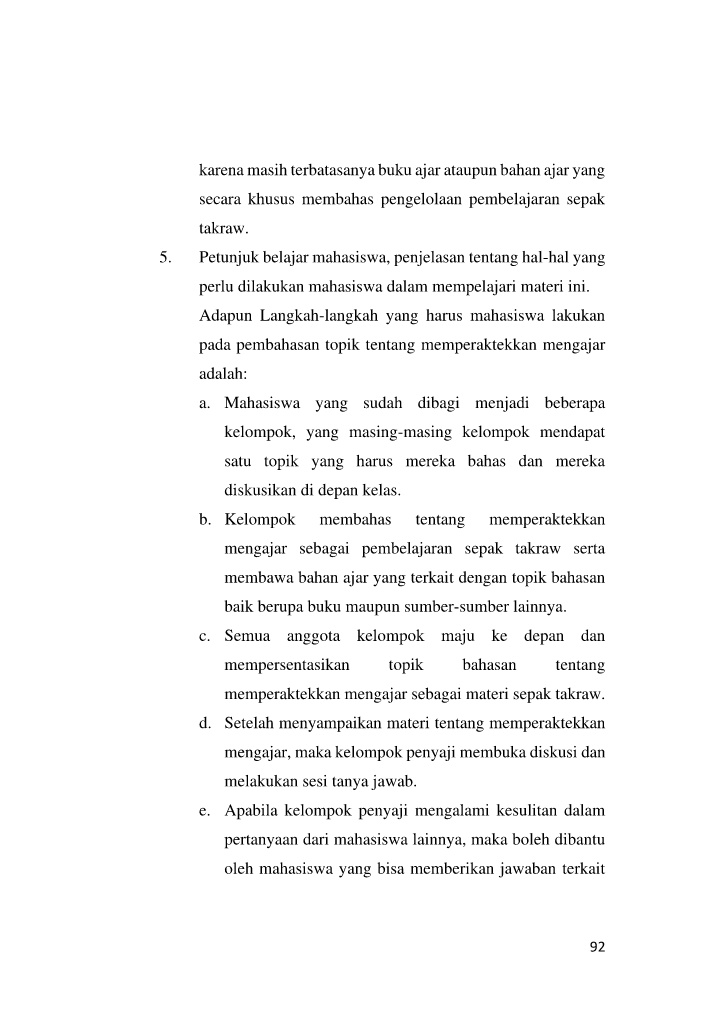 karena masih terbatasanya buku ajar ataupun bahan ajar yang
secara khusus membahas pengelolaan pembelajaran sepak
takraw.
5. Petunjuk belajar mahasiswa, penjelasan tentang hal-hal yang
perlu dilakukan mahasiswa dalam mempelajari materi ini.
Adapun Langkah-langkah yang harus mahasiswa lakukan
pada pembahasan topik tentang memperaktekkan mengajar
adalah:
a. Mahasiswa yang sudah dibagi menjadi beberapa
kelompok, yang masing-masing kelompok mendapat
satu topik yang harus mereka bahas dan mereka
diskusikan di depan kelas.
b. Kelompok membahas tentang memperaktekkan
mengajar sebagai pembelajaran sepak takraw serta
membawa bahan ajar yang terkait dengan topik bahasan
baik berupa buku maupun sumber-sumber lainnya.
c. Semua anggota kelompok maju ke depan dan
mempersentasikan topik bahasan tentang
memperaktekkan mengajar sebagai materi sepak takraw.
d. Setelah menyampaikan materi tentang memperaktekkan
mengajar, maka kelompok penyaji membuka diskusi dan
melakukan sesi tanya jawab.
e. Apabila kelompok penyaji mengalami kesulitan dalam
pertanyaan dari mahasiswa lainnya, maka boleh dibantu
oleh mahasiswa yang bisa memberikan jawaban terkait
92